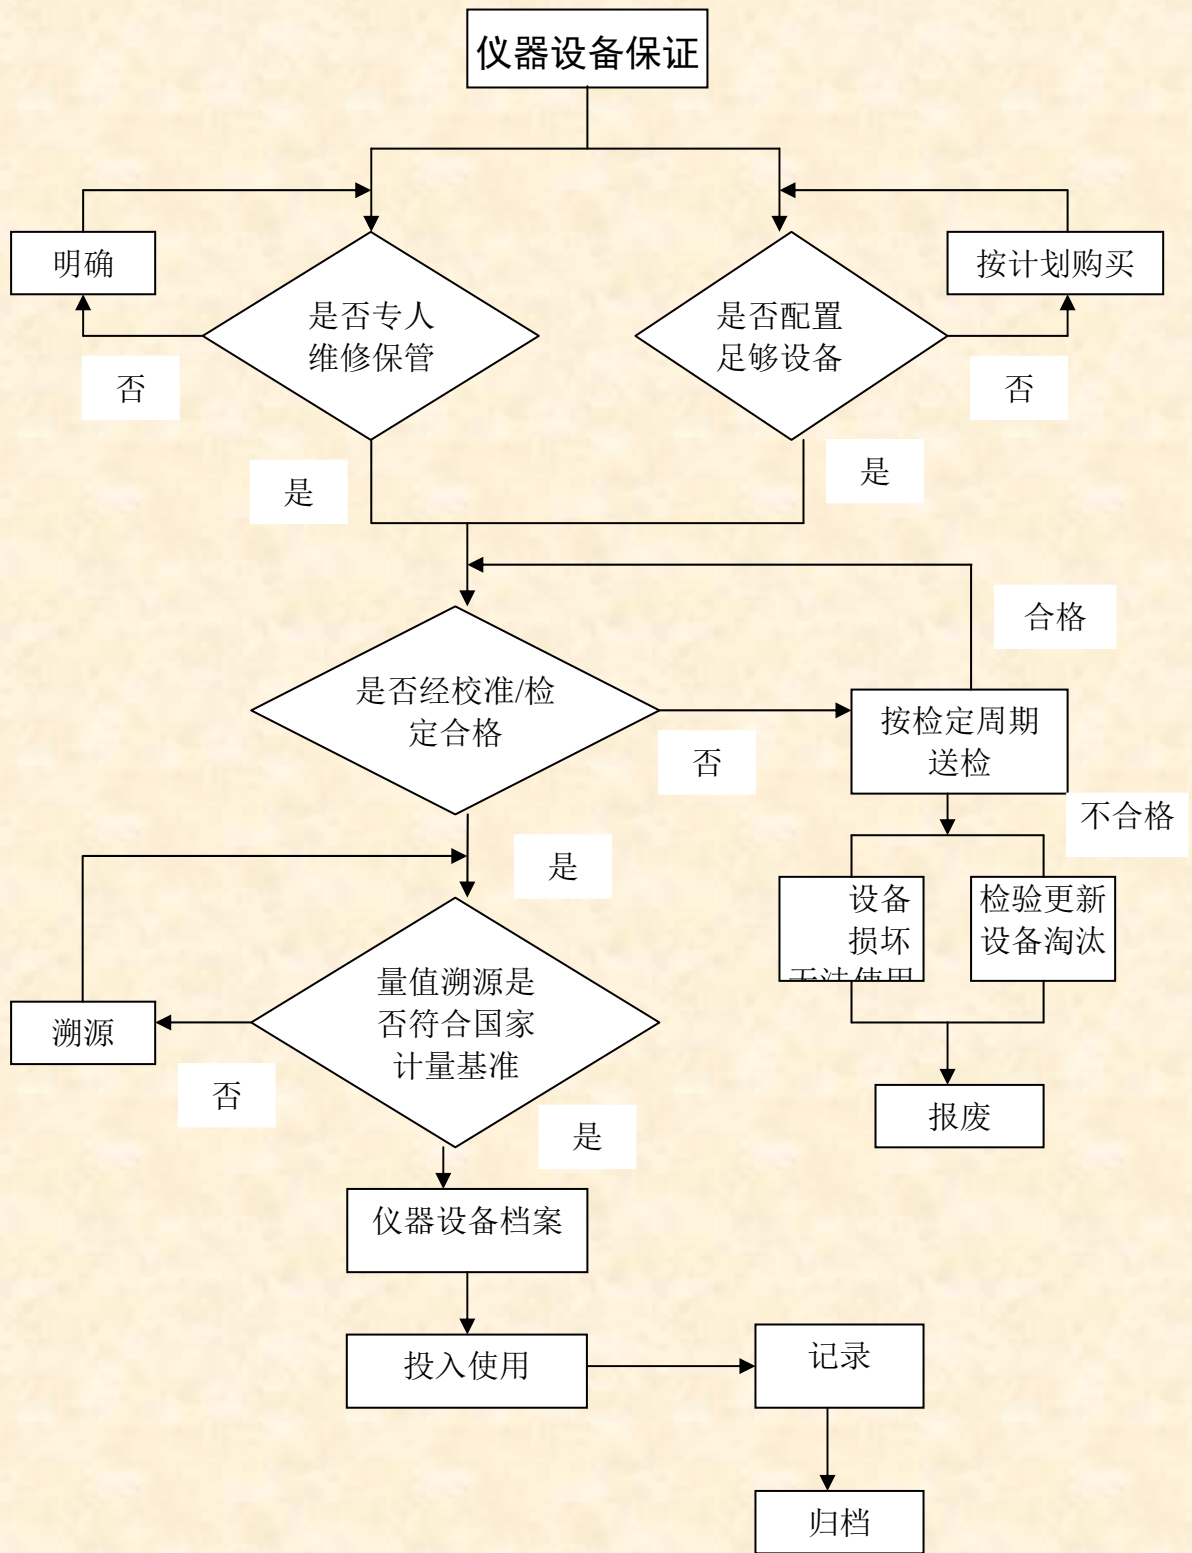 仪器设备保证
明确
按计划购买
是否专人
维修保管
是否配置
足够设备
否
否
是
是
合格
是否经校准/检
定合格
按检定周期
送检
否
不合格
是
设备
损坏
无法使用
检验更新
设备淘汰
量值溯源是
否符合国家
计量基准
溯源
否
是
报废
仪器设备档案
投入使用
记录
归档